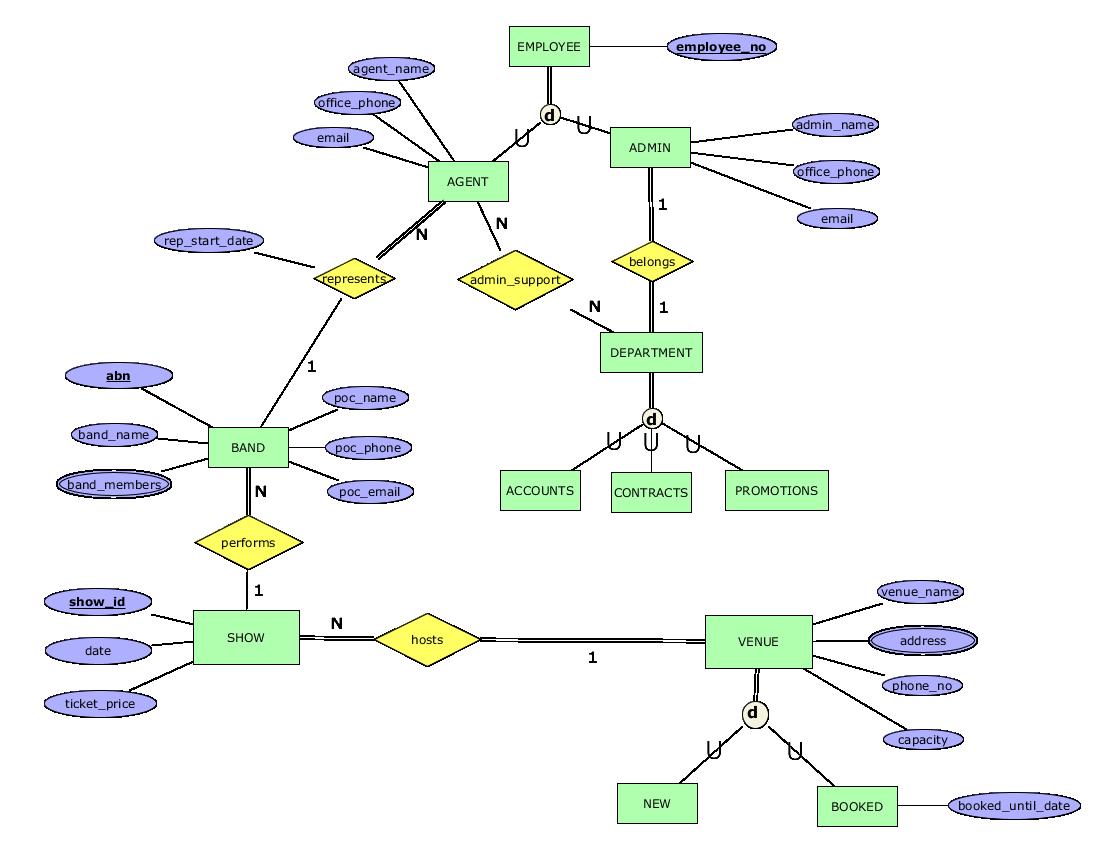 EMPLOYEE
employee_no
agent_name
office_phone
email
d
U
U
AGENT
ADMIN
admin_name
office_phone
email
N
N
1
rep_start_date
represents
admin_support
belongs
N
1
1
DEPARTMENT
abn
band_name
band_members
BAND
poc_name
poc_phone
poc_email
d
U
U
U
ACCOUNTS
CONTRACTS
PROMOTIONS
N
performs
1
show_id
date
ticket_price
SHOW
N
hosts
1
VENUE
venue_name
address
phone_no
capacity
d
U
U
NEW
BOOKED
booked_until_date